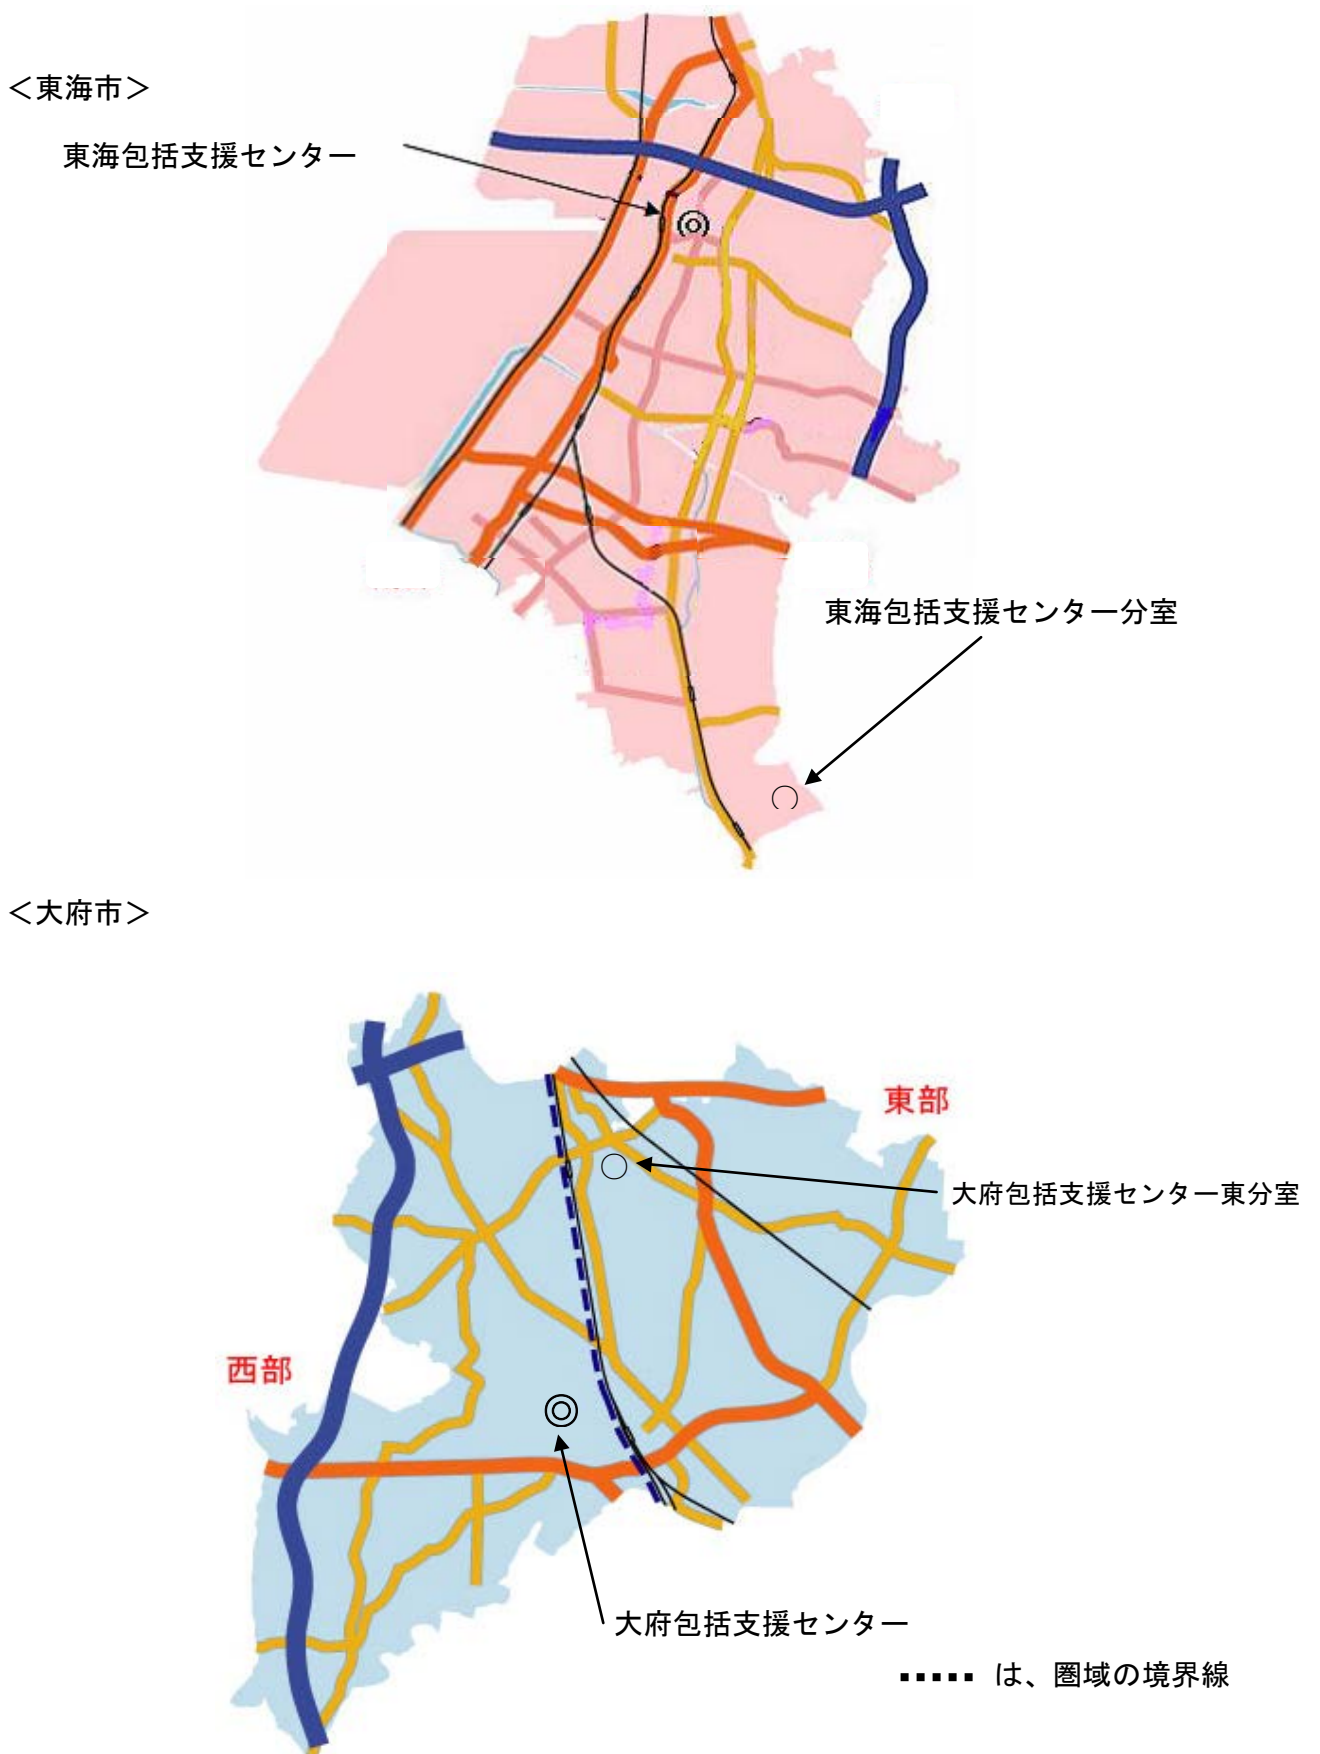 ＜東海市＞
東海包括支援センター
東海包括支援センター分室
＜大府市＞
東部
大府包括支援センター東分室
西部
大府包括支援センター
は、圏域の境界線